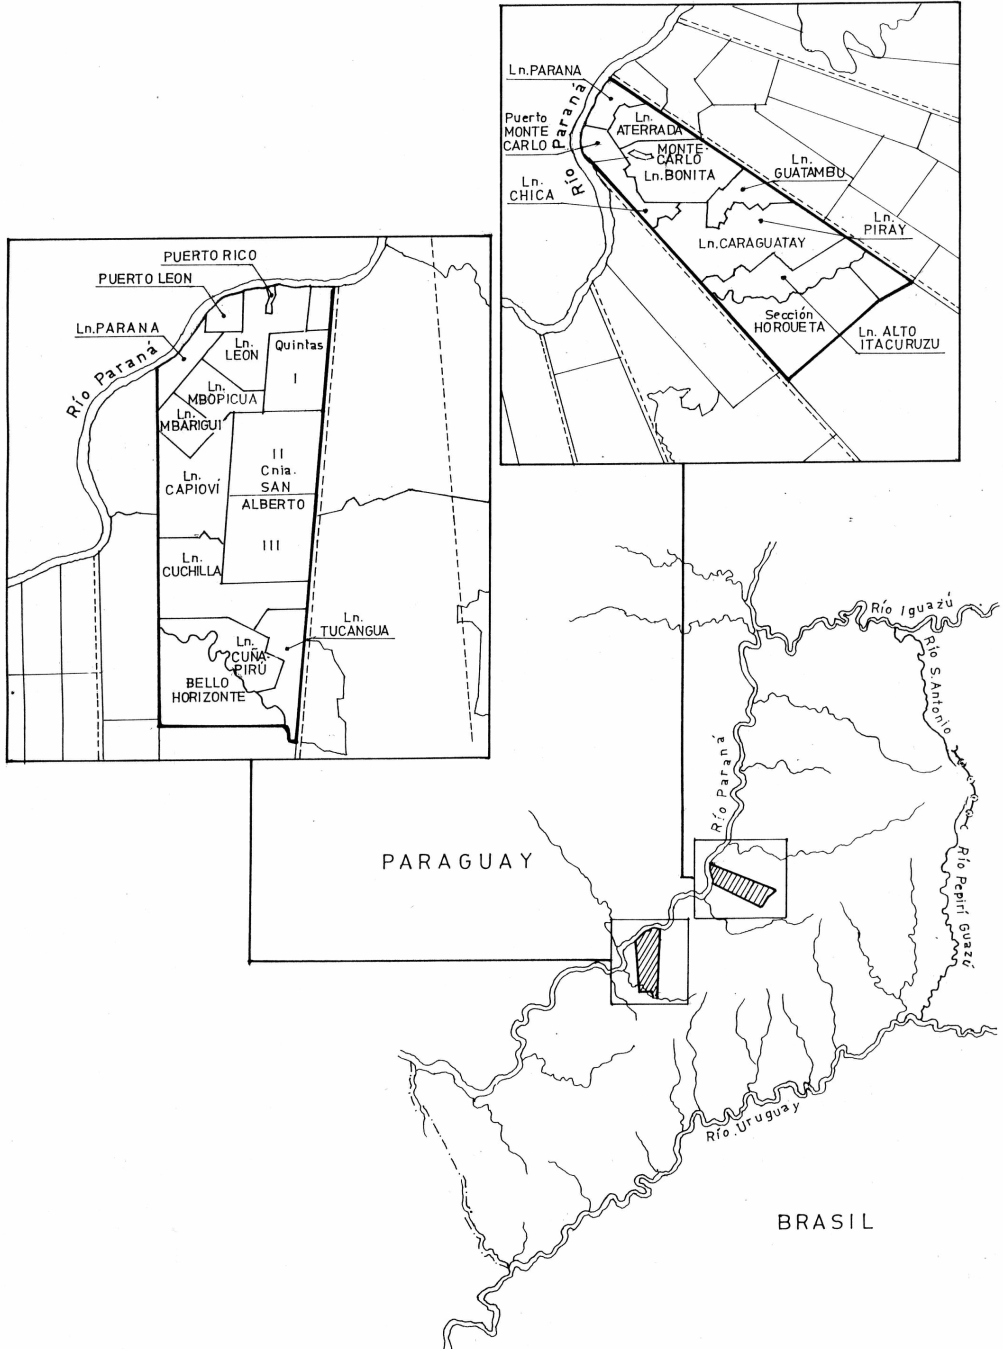 Ln.PARANA
Río Paraná
Puerto
MONTE
CARLO
Ln.
ATERRADA
MONTE-
CARLO
Ln.BONITA
Ln.
CHICA
Ln.
GUATAMBU
Ln.
PIRAY
Ln.CARAGUATAY
Sección
HOROUETA
Ln. ALTO
ITACURUZU
PUERTO RICO
PUERTO LEON
Ln.PARANA
Río Paraná
Ln.
LEON
Quintas
I
Ln.
MBOPICUA
Ln.
MBARIGUI
II
Cnia.
SAN
ALBERTO
Ln.
CAPIOVÍ
III
Ln.
CUCHILLA
Ln.
TUCANGUA
Ln.
CUÑA-
PIRÚ
BELLO
HORIZONTE
Río Iguazú
Río S. Antonio
Río Paraná
PARAGUAY
Río Pepirí Guazú
Río Uruguay
BRASIL